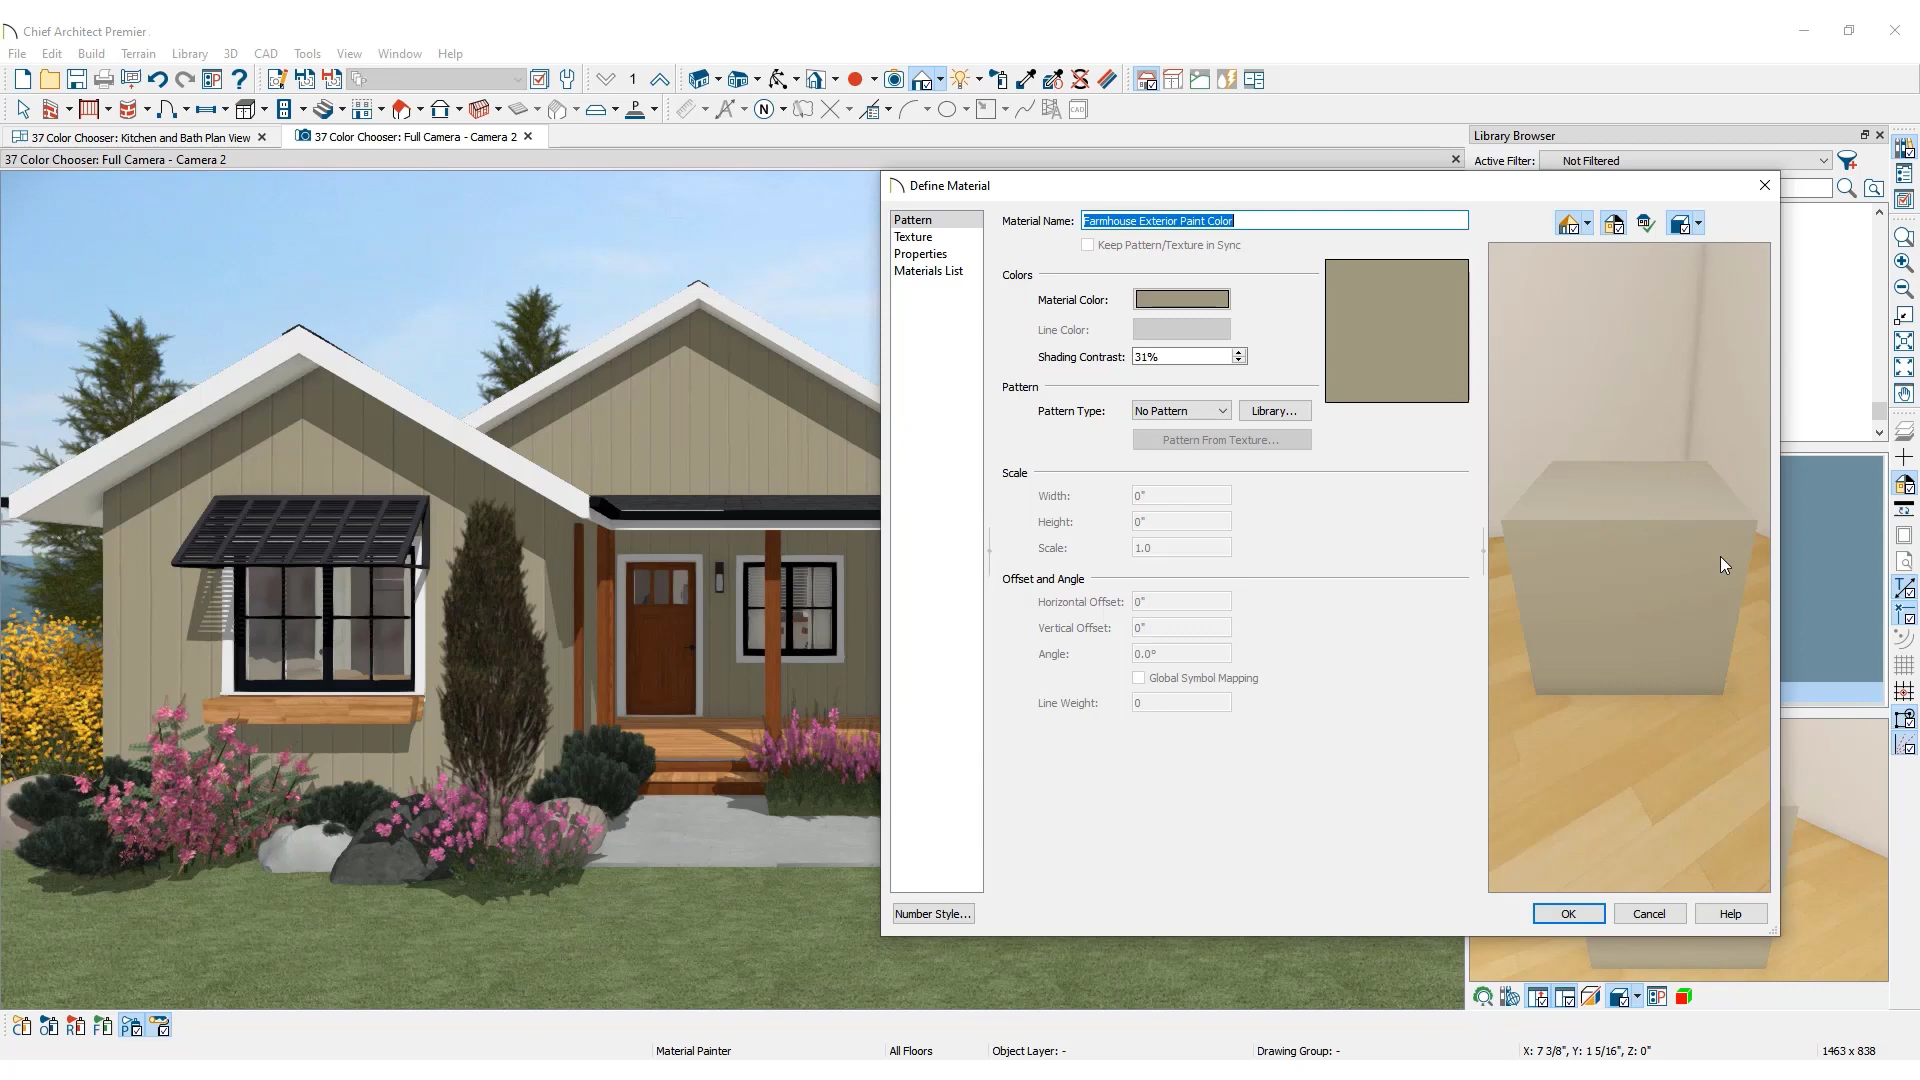 Chief Architect Premier
File Edit Build Terrain Library 3D CAD Tools View Window Help
1
37 Color Chooser: Kitchen and Bath Plan View
37 Color Chooser: Full Camera - Camera 2
Library Browser
37 Color Chooser: Full Camera - Camera 2
Active Filter: Not Filtered
Define Material
Pattern
Texture
Properties
Materials List
Material Name: Farmhouse Exterior Paint Color
Keep Pattern/Texture in Sync
Colors
Material Color:
Line Color:
Shading Contrast: 31%
Pattern
Pattern Type: No Pattern Library...
Pattern From Texture...
Scale
Width: 0"
Height: 0"
Scale: 1.0
Offset and Angle
Horizontal Offset: 0"
Vertical Offset: 0"
Angle: 0.0°
Global Symbol Mapping
Line Weight: 0
Number Style... OK Cancel Help
Material Painter All Floors Object Layer: - Drawing Group: - X: 7 3/8", Y: 1 5/16", Z: 0" 1463 x 838